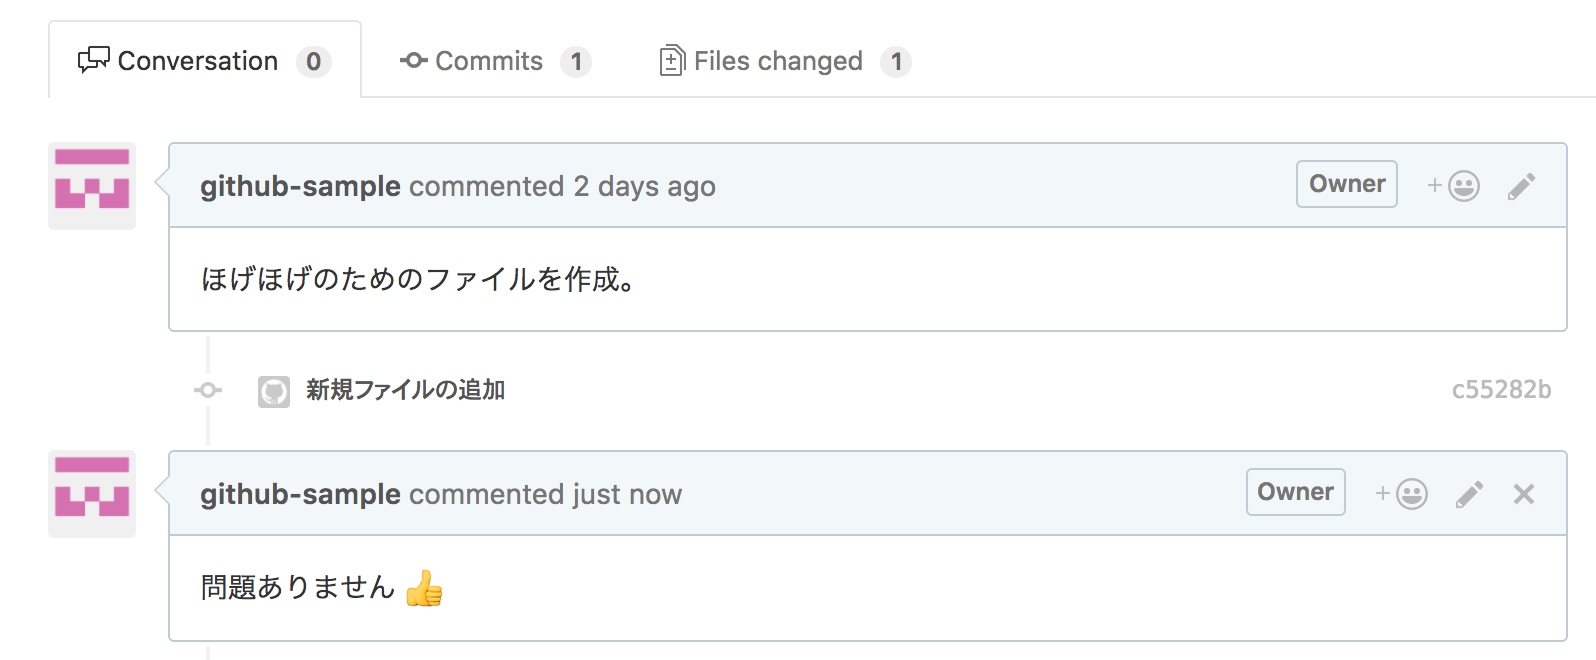 Conversation 0 Commits 1 Files changed 1
github-sample commented 2 days ago Owner
ほげほげのためのファイルを作成。
新規ファイルの追加 c55282b
github-sample commented just now Owner
問題ありません 👍